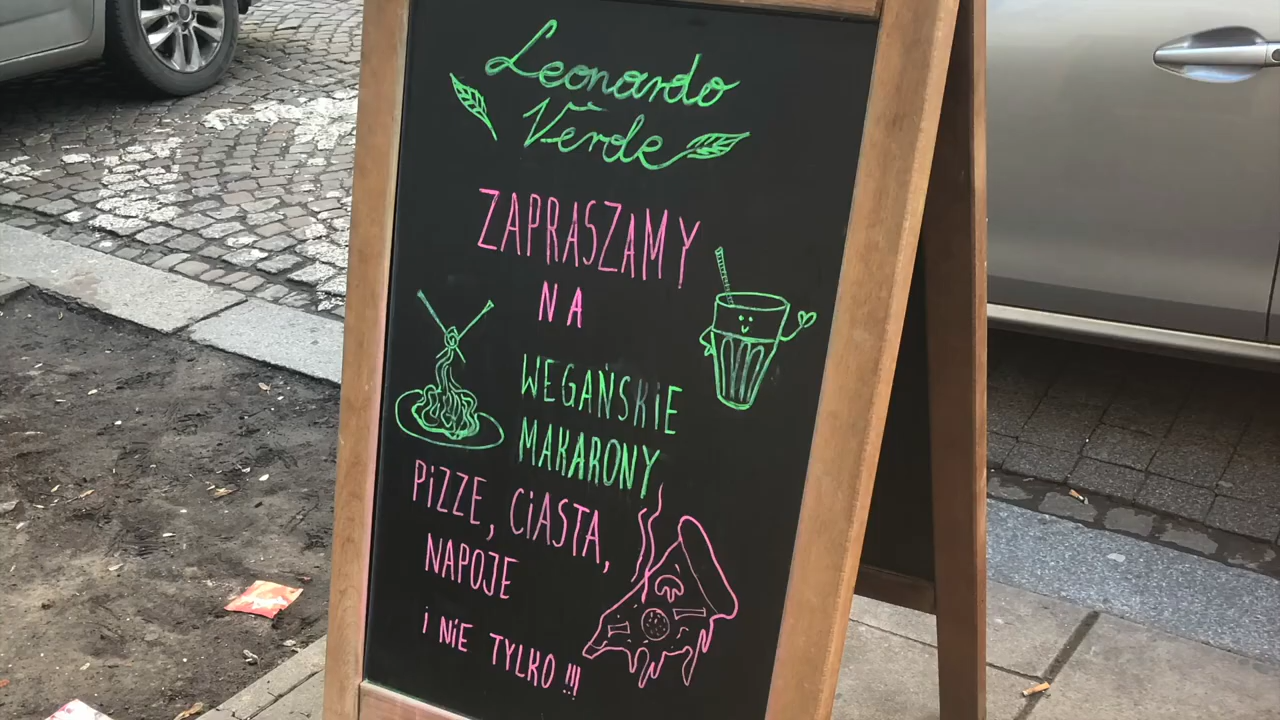 Leonardo
Verde
ZAPRASZAMY
NA
WEGAŃSKIE
MAKARONY
PiZZE, CiASTA,
NAPOJE
i NiE TYLKO !!!